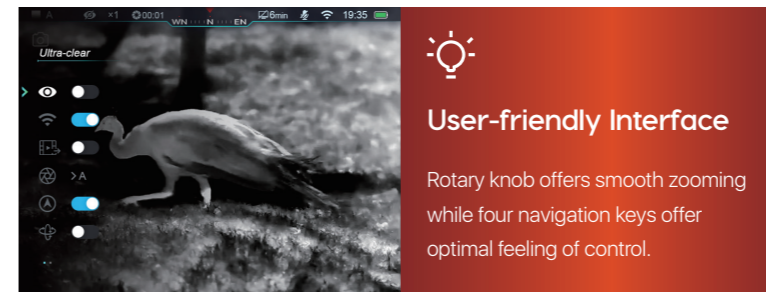 A ×1 00:01 WN N EN 6min 19:35
Ultra-clear
>A
User-friendly Interface
Rotary knob offers smooth zooming
while four navigation keys offer
optimal feeling of control.